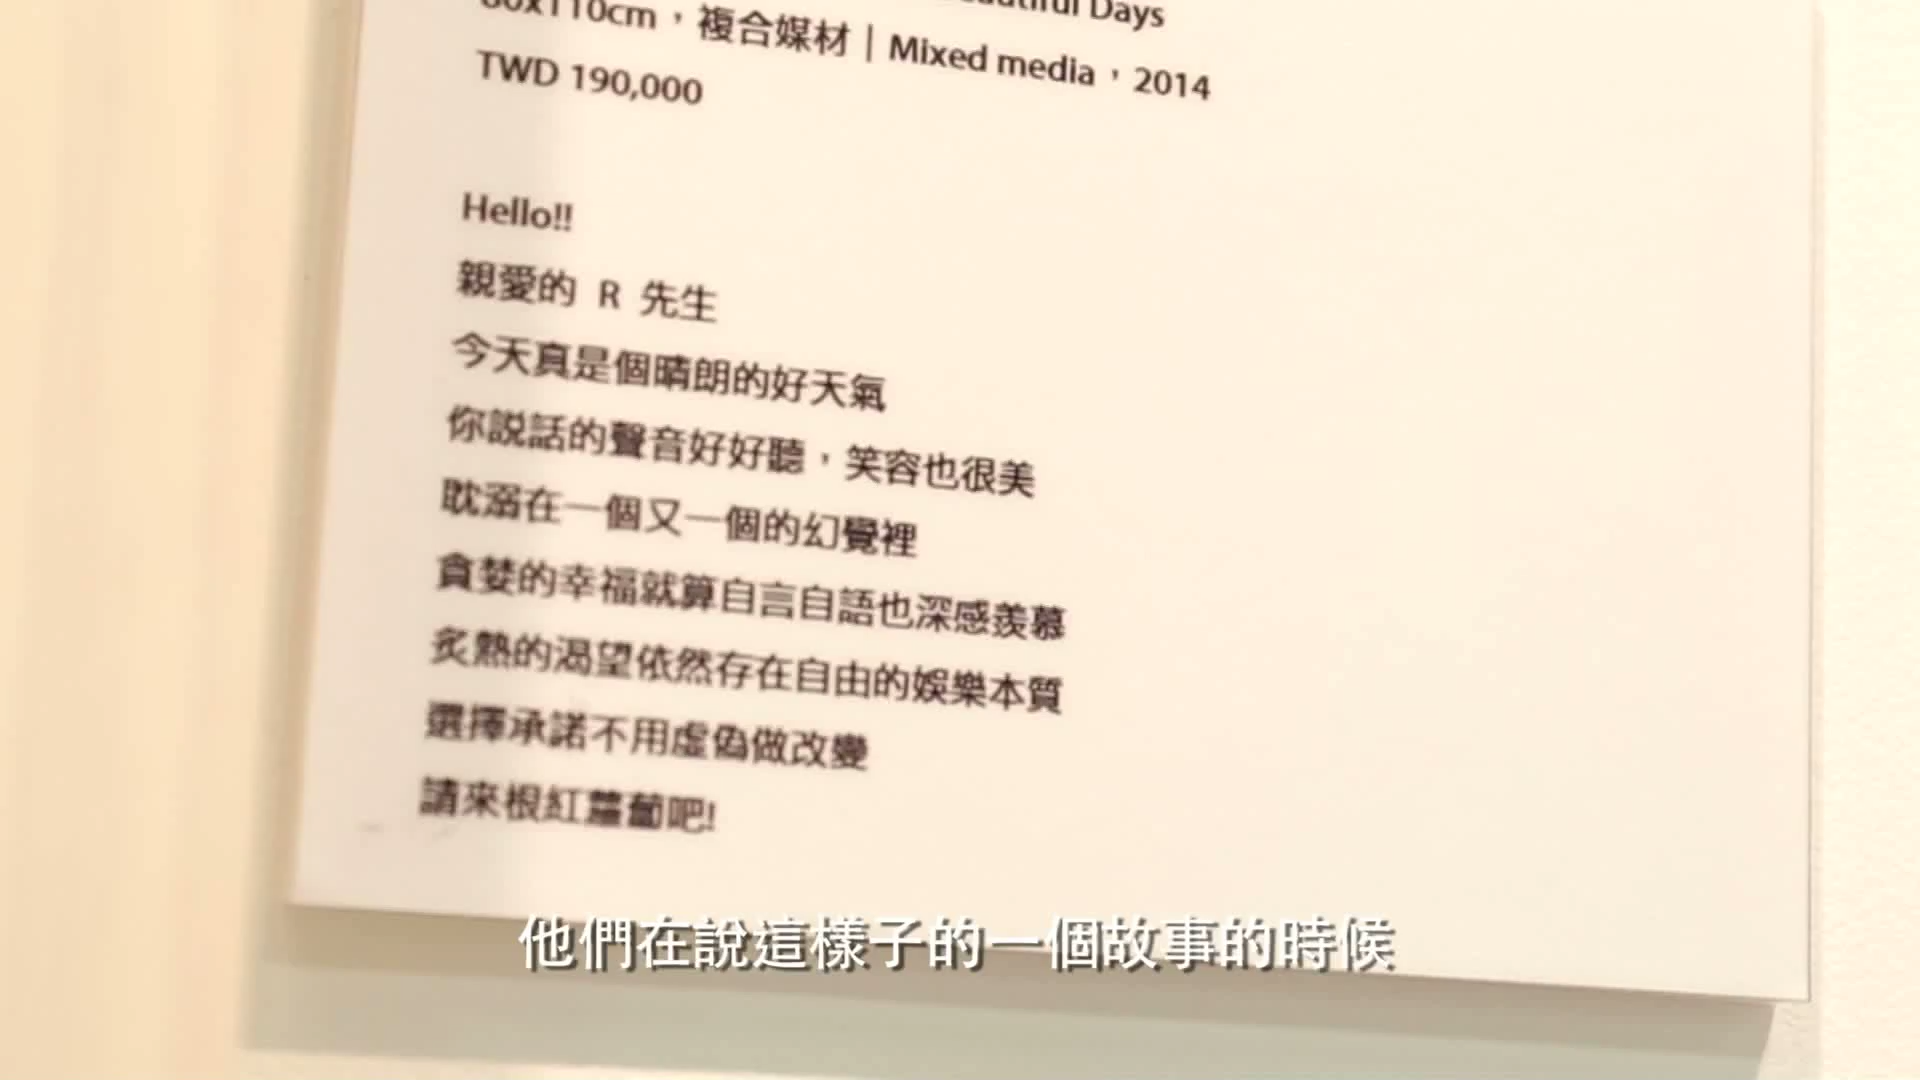 Days
80x110cm，複合媒材｜Mixed media，2014
TWD 190,000
Hello!!
親愛的 R 先生
今天真是個晴朗的好天氣
你說話的聲音好好聽，笑容也很美
耽溺在一個又一個的幻覺裡
貪婪的幸福就算自言自語也深感羨慕
炙熱的渴望依然存在自由的娛樂本質
選擇承諾不用虛偽做改變
請來根紅蘿蔔吧!
他們在說這樣子的一個故事的時候